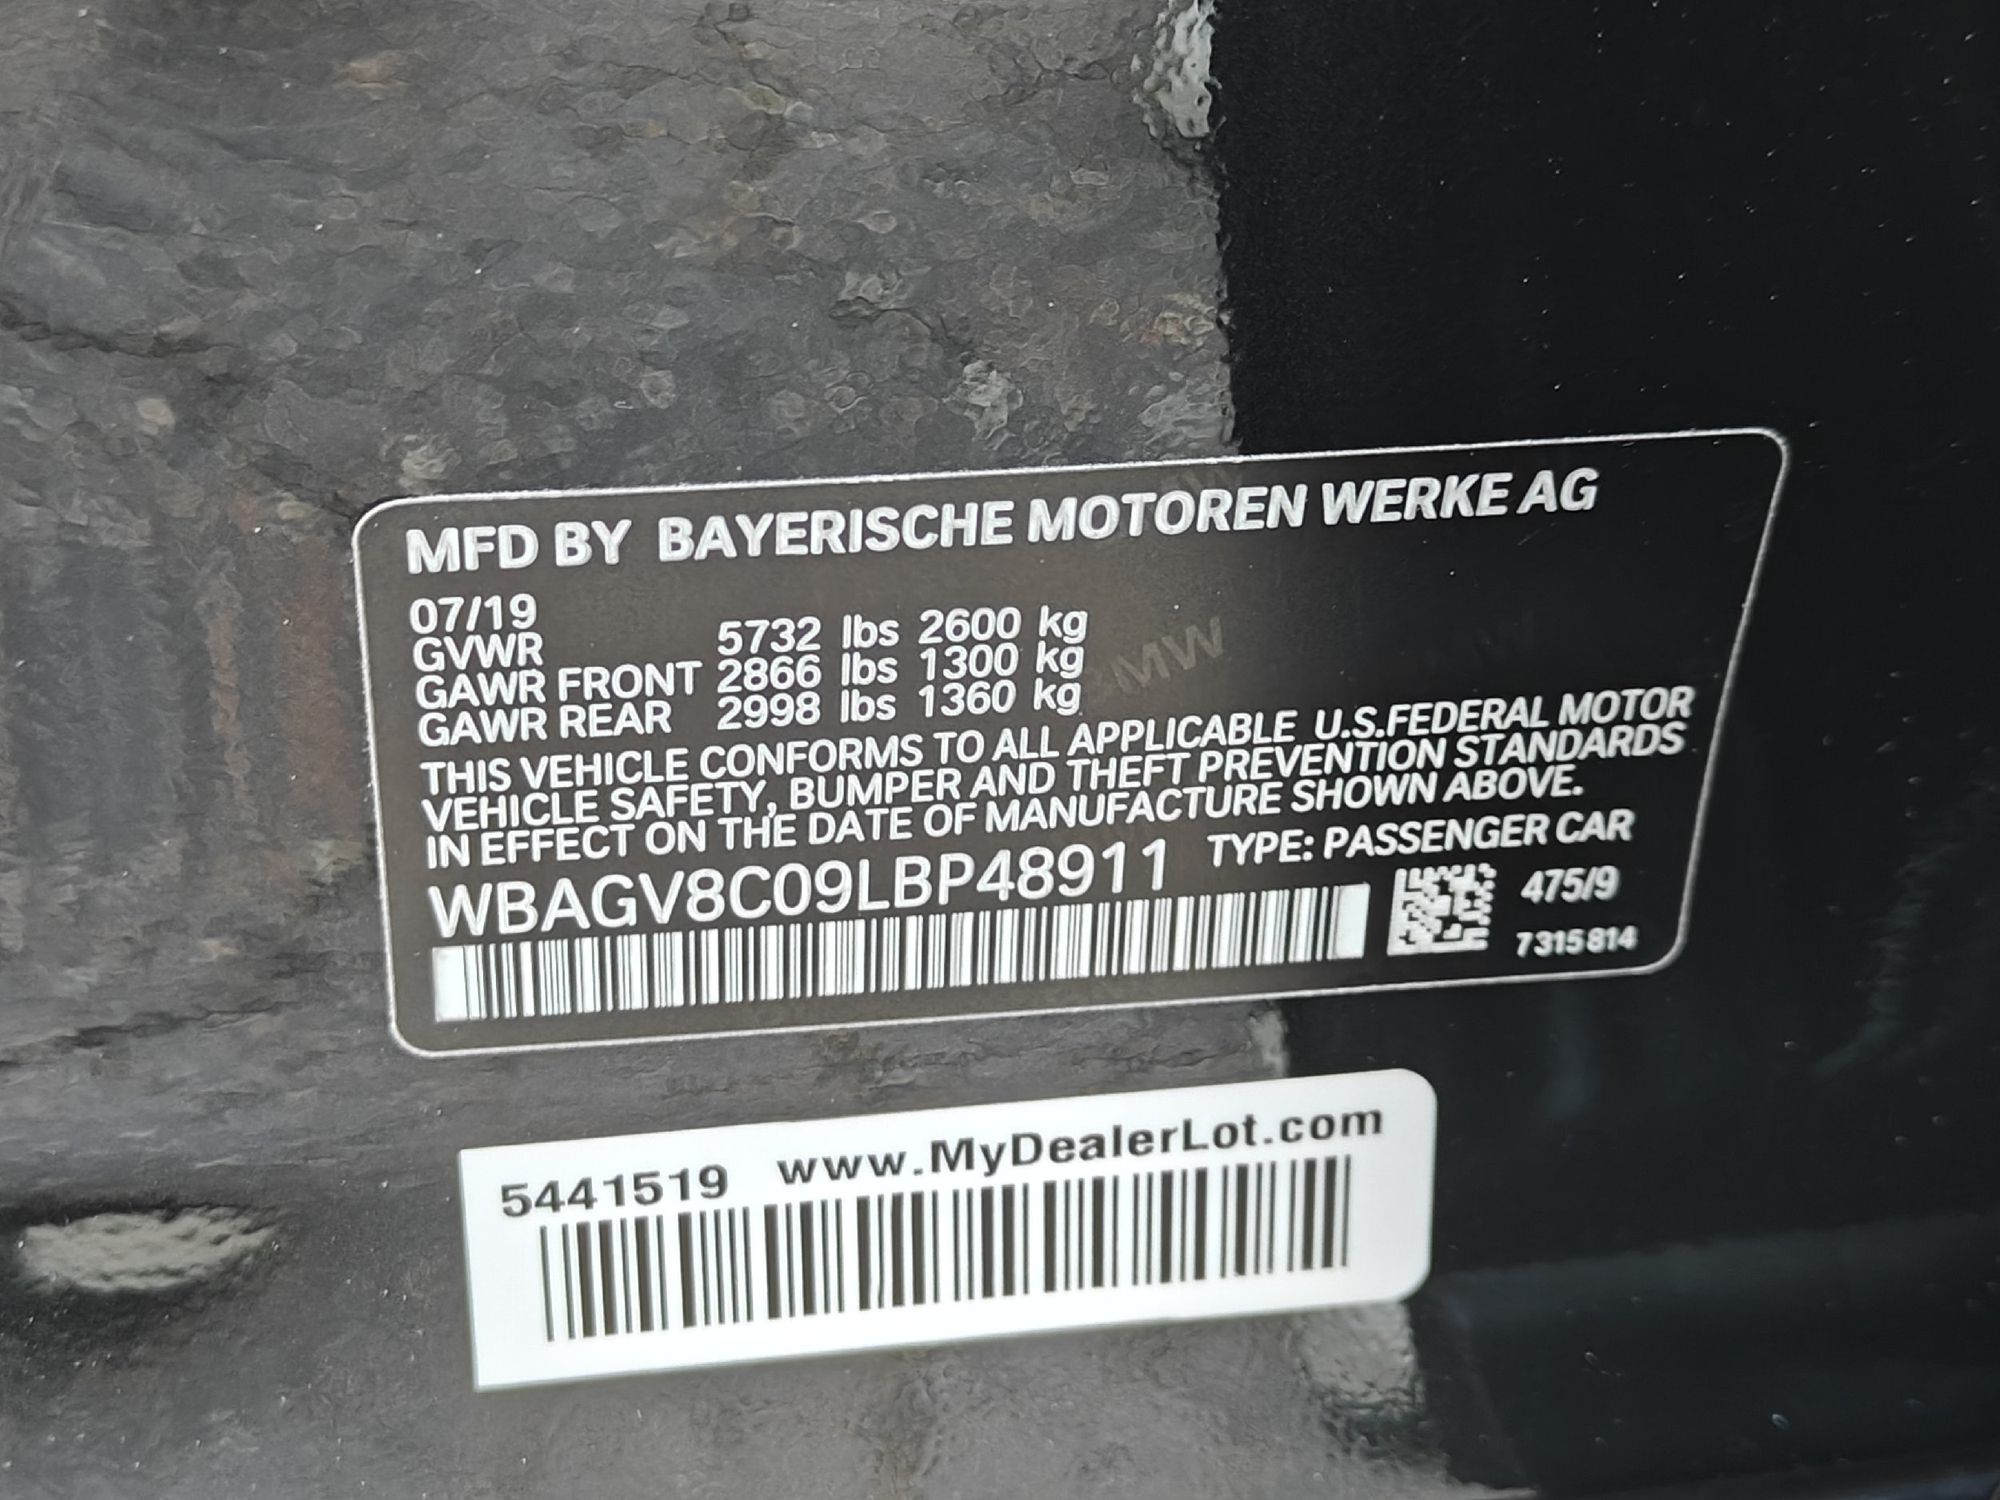 MFD BY BAYERISCHE MOTOREN WERKE AG
07/19
GVWR 5732 lbs 2600 kg
GAWR FRONT 2866 lbs 1300 kg
GAWR REAR 2998 lbs 1360 kg
THIS VEHICLE CONFORMS TO ALL APPLICABLE U.S.FEDERAL MOTOR
VEHICLE SAFETY, BUMPER AND THEFT PREVENTION STANDARDS
IN EFFECT ON THE DATE OF MANUFACTURE SHOWN ABOVE.
WBAGV8C09LBP48911 TYPE: PASSENGER CAR
475/9
7315814
5441519 www.MyDealerLot.com